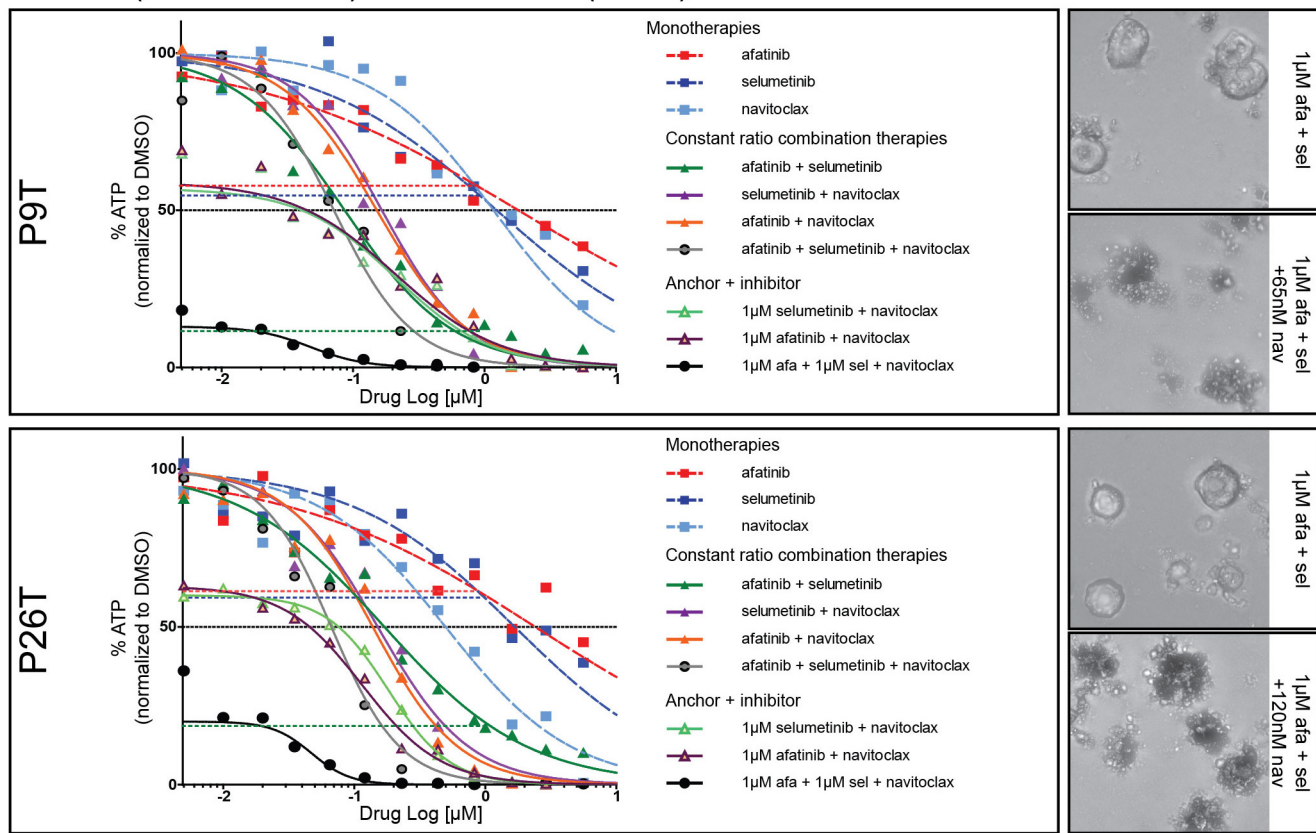 P9T
% ATP
(normalized to DMSO)
100
50
0
-2
-1
0
1
Drug Log [µM]
Monotherapies
afatinib
selumetinib
navitoclax
Constant ratio combination therapies
afatinib + selumetinib
selumetinib + navitoclax
afatinib + navitoclax
afatinib + selumetinib + navitoclax
Anchor + inhibitor
1µM selumetinib + navitoclax
1µM afatinib + navitoclax
1µM afa + 1µM sel + navitoclax
1µM afa + sel
1µM afa + sel
+65nM nav
P26T
% ATP
(normalized to DMSO)
100
50
0
-2
-1
0
1
Drug Log [µM]
Monotherapies
afatinib
selumetinib
navitoclax
Constant ratio combination therapies
afatinib + selumetinib
selumetinib + navitoclax
afatinib + navitoclax
afatinib + selumetinib + navitoclax
Anchor + inhibitor
1µM selumetinib + navitoclax
1µM afatinib + navitoclax
1µM afa + 1µM sel + navitoclax
1µM afa + sel
1µM afa + sel
+120nM nav